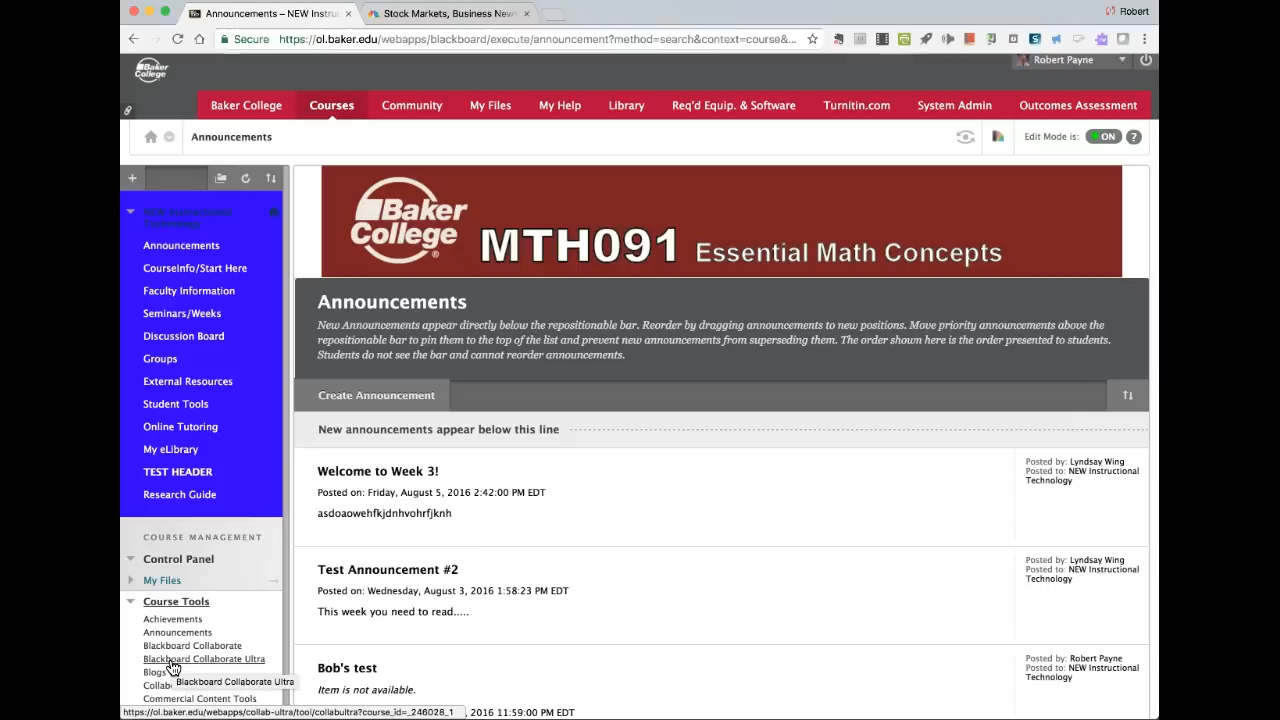 Announcements – NEW Instruc
Stock Markets, Business New
Robert
Secure
https://ol.baker.edu/webapps/blackboard/execute/announcement?method=search&context=course&...
Baker College
Robert Payne
Baker College
Courses
Community
My Files
My Help
Library
Req'd Equip. & Software
Turnitin.com
System Admin
Outcomes Assessment
Announcements
Edit Mode is:
ON
?
NEW Instructional
Technology
Announcements
CourseInfo/Start Here
Faculty Information
Seminars/Weeks
Discussion Board
Groups
External Resources
Student Tools
Online Tutoring
My eLibrary
TEST HEADER
Research Guide
COURSE MANAGEMENT
Control Panel
My Files
Course Tools
Achievements
Announcements
Blackboard Collaborate
Blackboard Collaborate Ultra
Blogs
Collab
Blackboard Collaborate Ultra
Commercial Content Tools
https://ol.baker.edu/webapps/collab-ultra/tool/collabultra?course_id=_246028_1
Baker College® MTH091 Essential Math Concepts
Announcements
New Announcements appear directly below the repositionable bar. Reorder by dragging announcements to new positions. Move priority announcements above the
repositionable bar to pin them to the top of the list and prevent new announcements from superseding them. The order shown here is the order presented to students.
Students do not see the bar and cannot reorder announcements.
Create Announcement
New announcements appear below this line
Welcome to Week 3!
Posted on: Friday, August 5, 2016 2:42:00 PM EDT
asdoaowehfkjdnhvohrfjknh
Posted by: Lyndsay Wing
Posted to: NEW Instructional
Technology
Test Announcement #2
Posted on: Wednesday, August 3, 2016 1:58:23 PM EDT
This week you need to read.....
Posted by: Lyndsay Wing
Posted to: NEW Instructional
Technology
Bob's test
Item is not available.
, 2016 11:59:00 PM EDT
Posted by: Robert Payne
Posted to: NEW Instructional
Technology